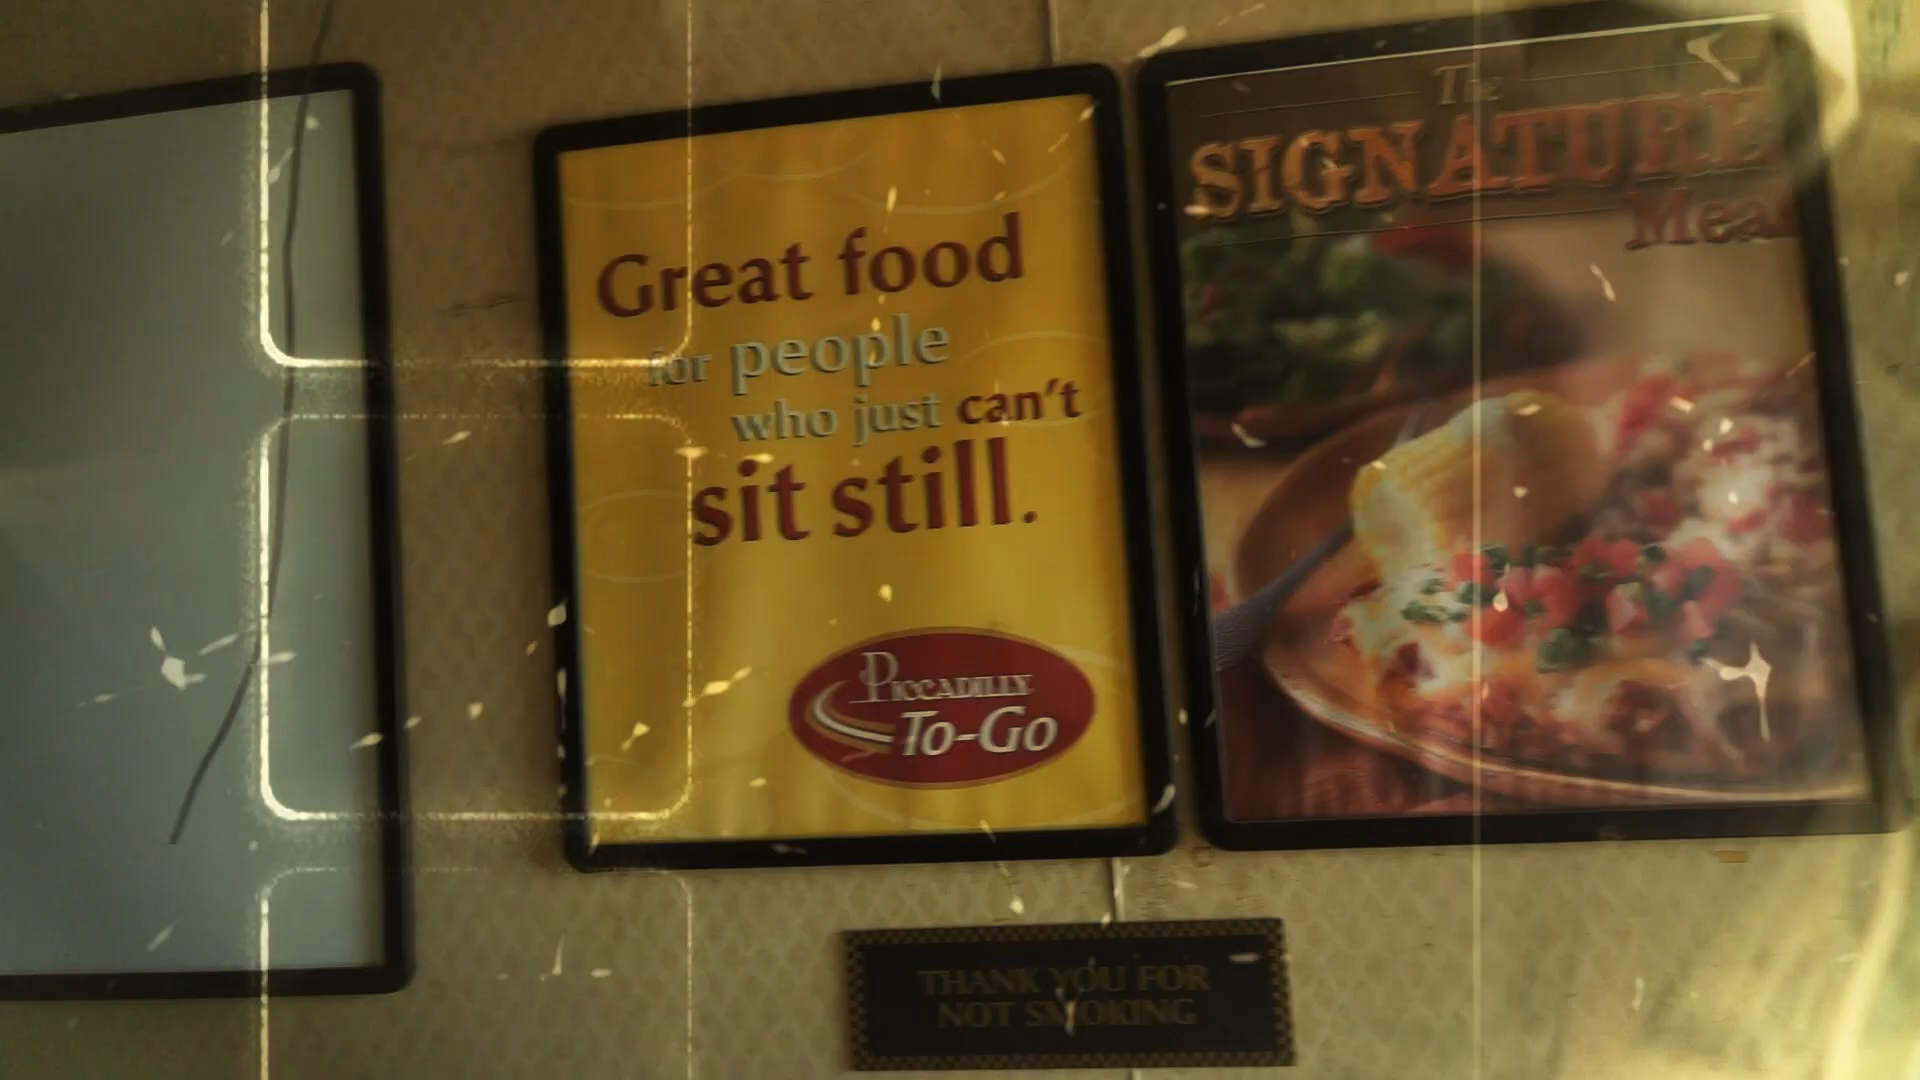 Great food
for people
who just can't
sit still.
PICCADILLY
To-Go
The
SIGNATURE
Meal
THANK YOU FOR
NOT SMOKING